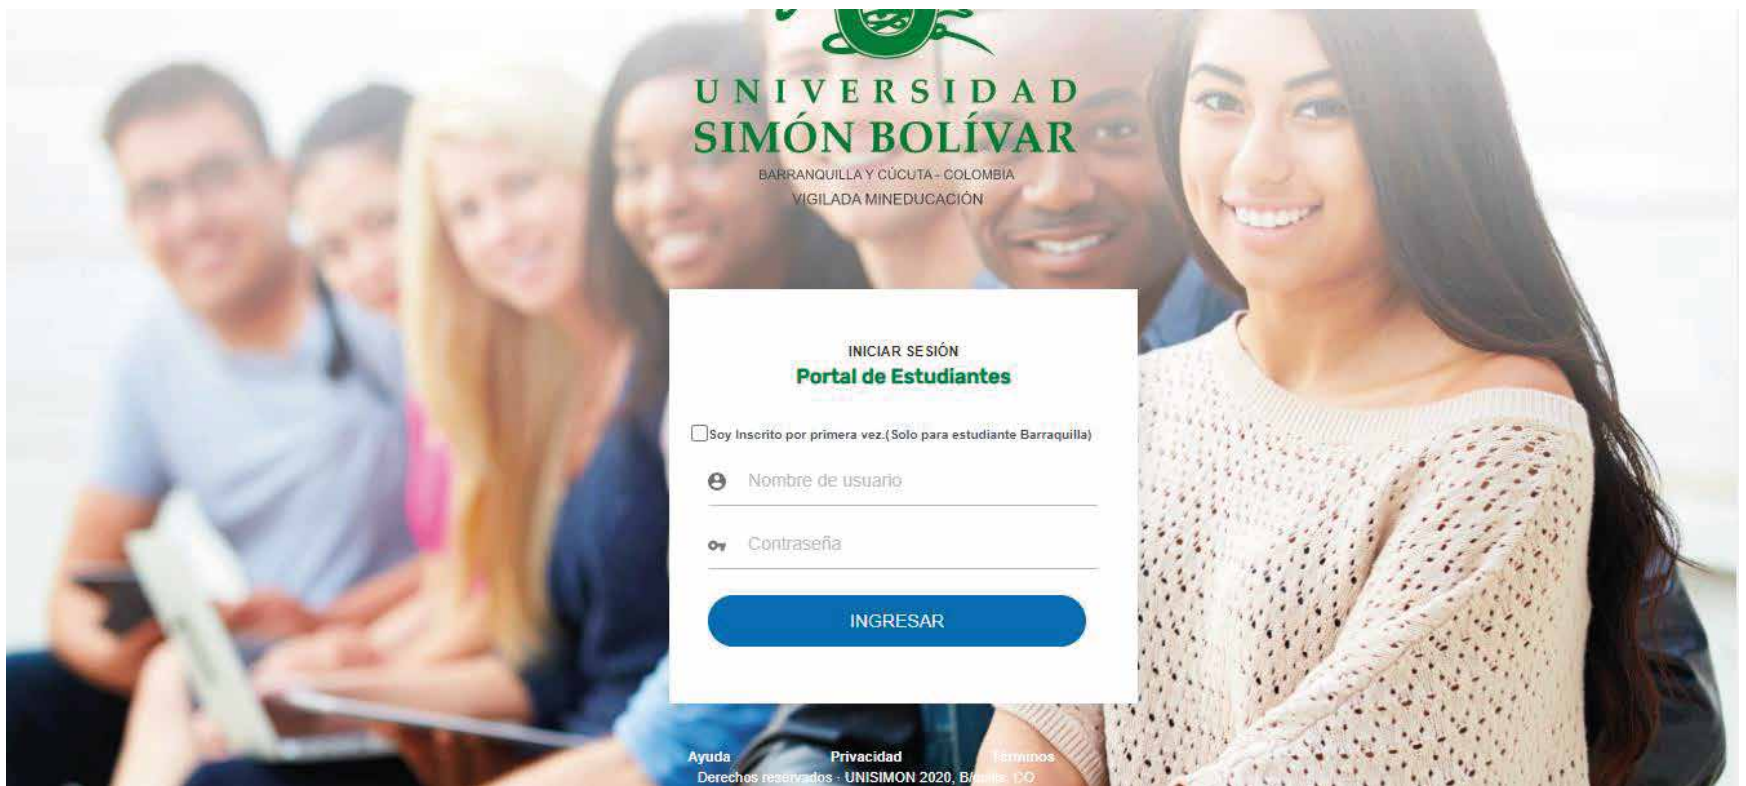 UNIVERSIDAD
SIMÓN BOLÍVAR
BARRANQUILLA Y CÚCUTA - COLOMBIA
VIGILADA MINEDUCACIÓN
INICIAR SESIÓN
Portal de Estudiantes
Soy Inscrito por primera vez.(Solo para estudiante Barraquilla)
Nombre de usuario
Contraseña
INGRESAR
Ayuda Privacidad Términos
Derechos reservados · UNISIMON 2020, B/quilla, CO